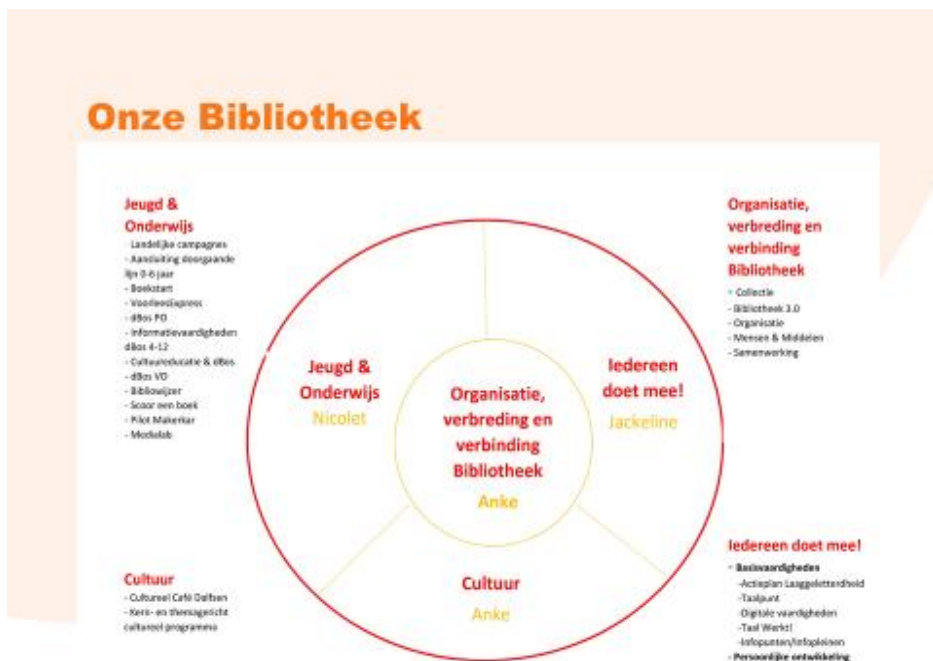 Onze Bibliotheek
Jeugd &
Onderwijs
- Landelijke campagnes
- Aansluiting doorgaande
lijn 0-6 jaar
- Boekstart
- VoorleesExpress
- dBos PO
- Informatievaardigheden
dBos 4-12
- Cultuureducatie & dBos
- dBos VO
- Bibliowijzer
- Scoor een boek
- Pilot Makerkar
- Medialab
Cultuur
- Cultureel Café Dalfsen
- Kern- en themagericht
cultureel programma
Jeugd &
Onderwijs
Nicolet
Organisatie,
verbreding en
verbinding
Bibliotheek
Anke
Iedereen
doet mee!
Jackeline
Cultuur
Anke
Organisatie,
verbreding en
verbinding
Bibliotheek
- Collectie
- Bibliotheek 3.0
- Organisatie
- Mensen & Middelen
- Samenwerking
Iedereen doet mee!
- Basisvaardigheden
-Actieplan Laaggeletterdheid
-Taalpunt
-Digitale vaardigheden
-Taal Werkt!
-Infopunten/Infopleinen
- Persoonlijke ontwikkeling